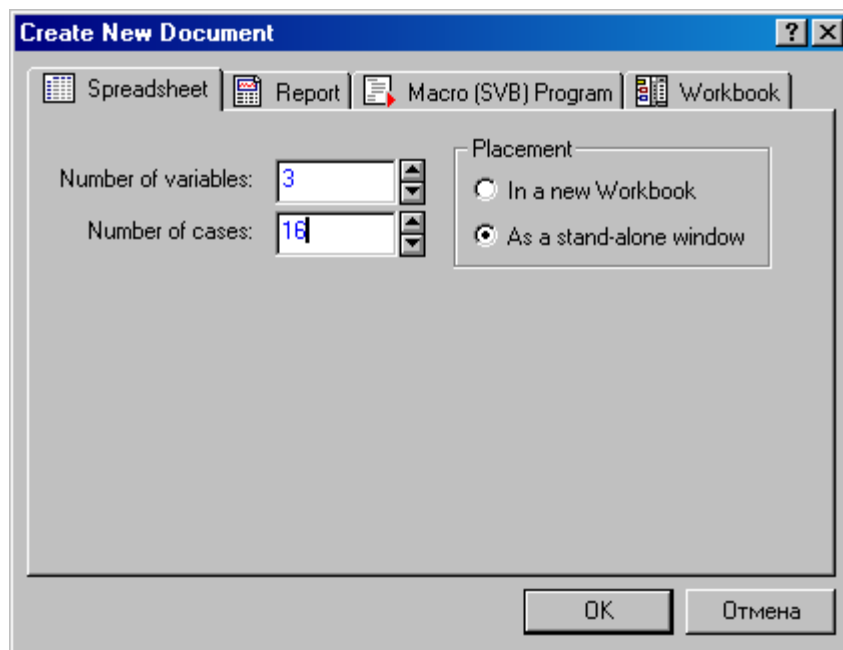 Create New Document
Spreadsheet Report Macro (SVB) Program Workbook
Number of variables: 3
Number of cases: 16
Placement
In a new Workbook
As a stand-alone window
OK Отмена